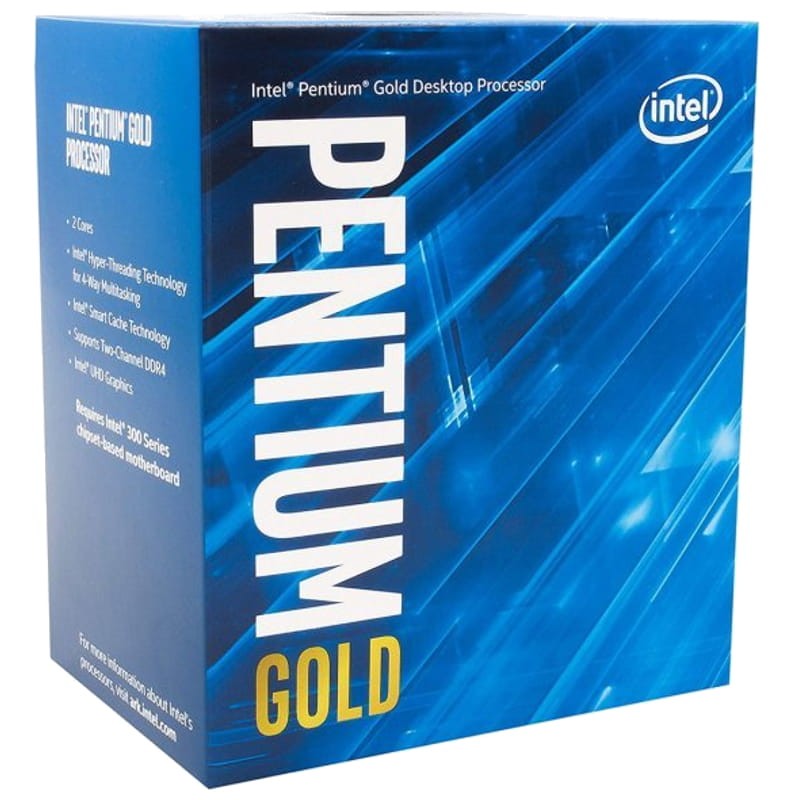 INTEL® PENTIUM® GOLD
PROCESSOR
• 2 Cores
• Intel® Hyper-Threading Technology
for 4-Way Multitasking
• Intel® Smart Cache Technology
• Supports Two-Channel DDR4
• Intel® UHD Graphics
Requires Intel® 300 Series
chipset-based motherboard
For more information about Intel's
processors, visit ark.intel.com
Intel® Pentium® Gold Desktop Processor
intel®
PENTIUM
GOLD